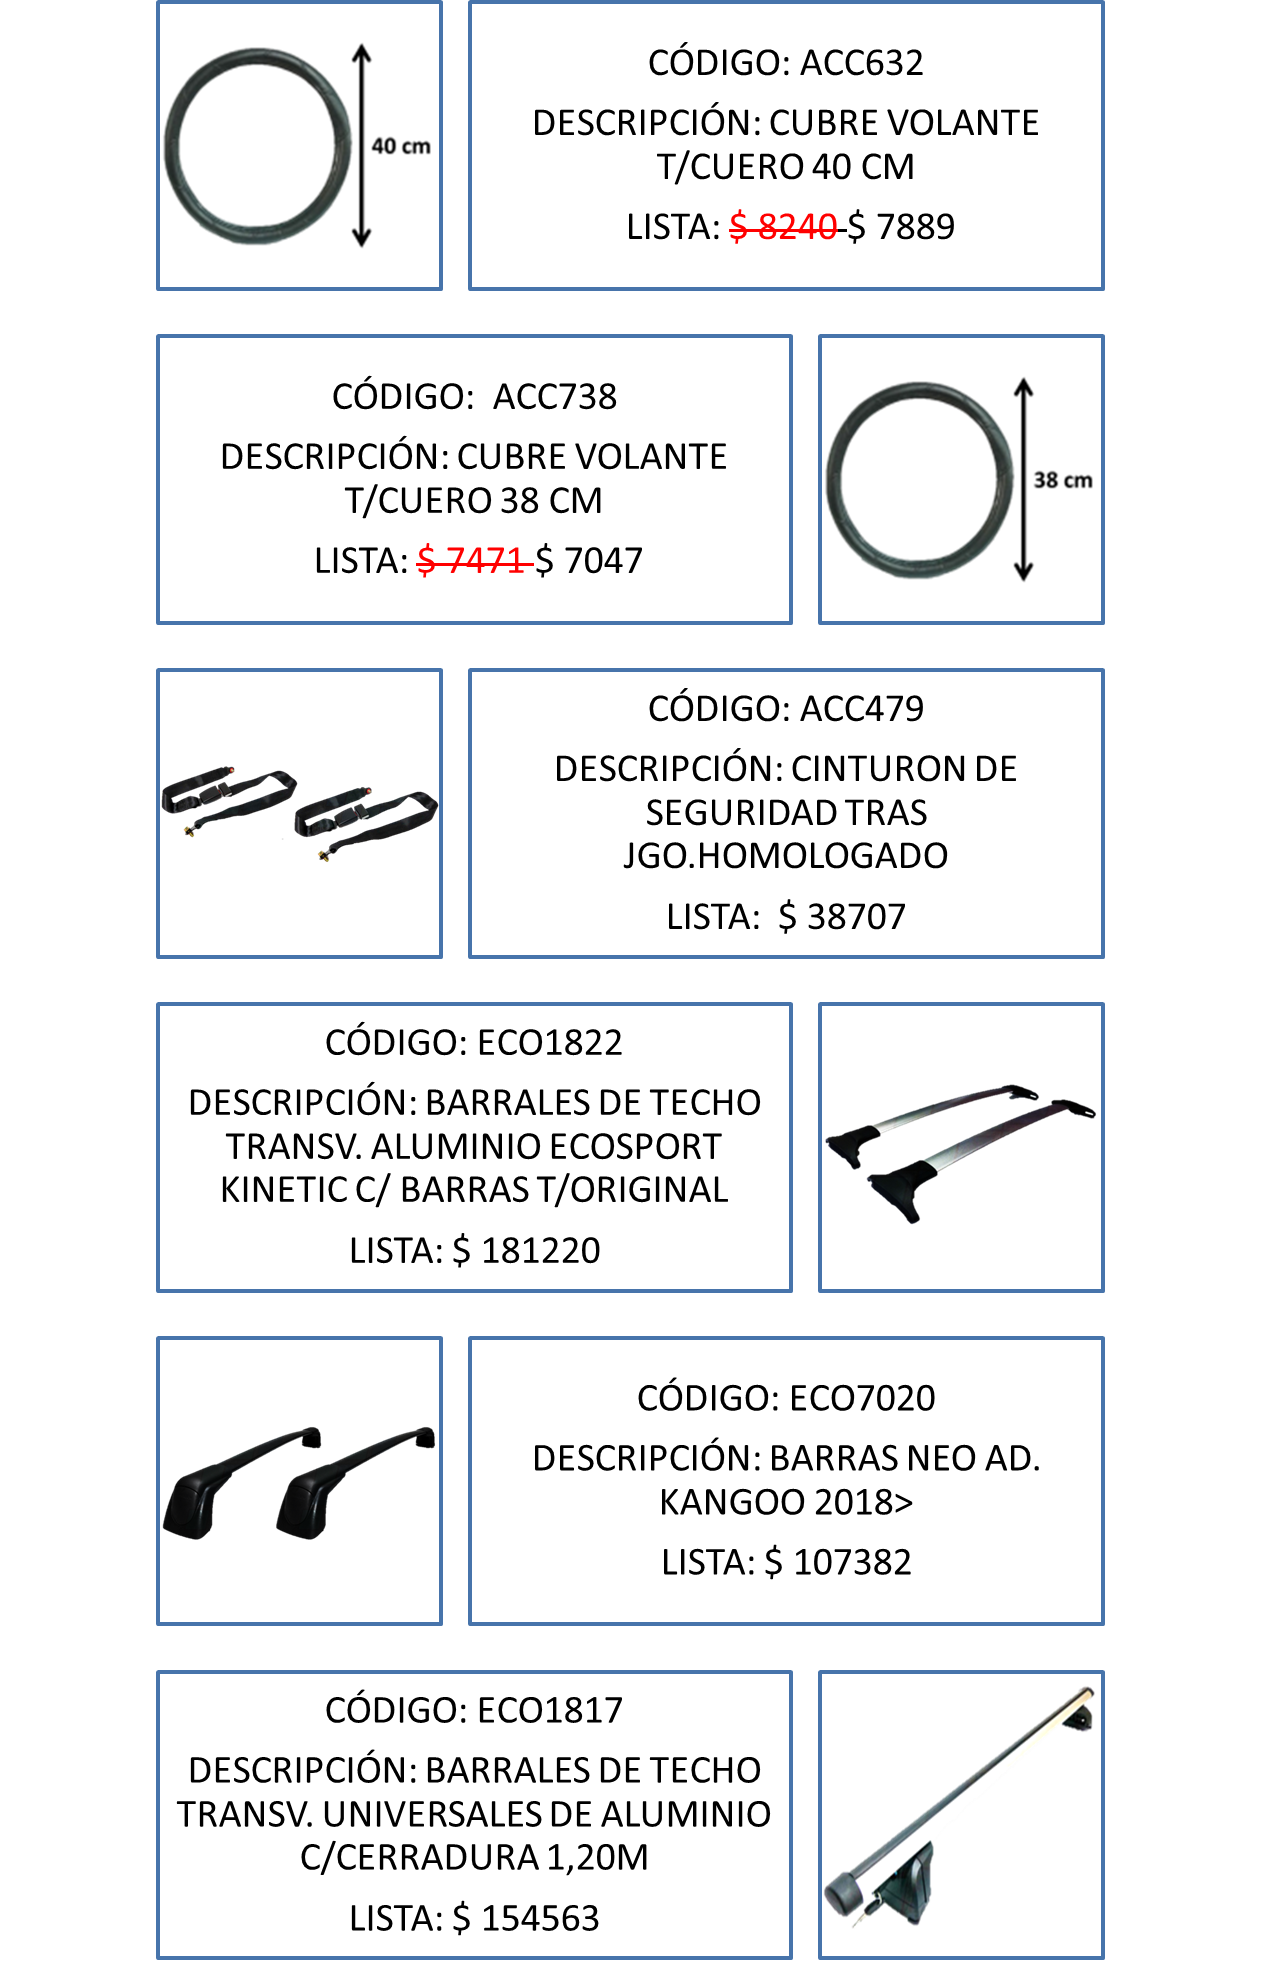 40 cm
CÓDIGO: ACC632
DESCRIPCIÓN: CUBRE VOLANTE
T/CUERO 40 CM
LISTA: $ 8240 $ 7889
CÓDIGO: ACC738
DESCRIPCIÓN: CUBRE VOLANTE
T/CUERO 38 CM
LISTA: $ 7471 $ 7047
38 cm
CÓDIGO: ACC479
DESCRIPCIÓN: CINTURON DE
SEGURIDAD TRAS
JGO.HOMOLOGADO
LISTA: $ 38707
CÓDIGO: ECO1822
DESCRIPCIÓN: BARRALES DE TECHO
TRANSV. ALUMINIO ECOSPORT
KINETIC C/ BARRAS T/ORIGINAL
LISTA: $ 181220
CÓDIGO: ECO7020
DESCRIPCIÓN: BARRAS NEO AD.
KANGOO 2018>
LISTA: $ 107382
CÓDIGO: ECO1817
DESCRIPCIÓN: BARRALES DE TECHO
TRANSV. UNIVERSALES DE ALUMINIO
C/CERRADURA 1,20M
LISTA: $ 154563